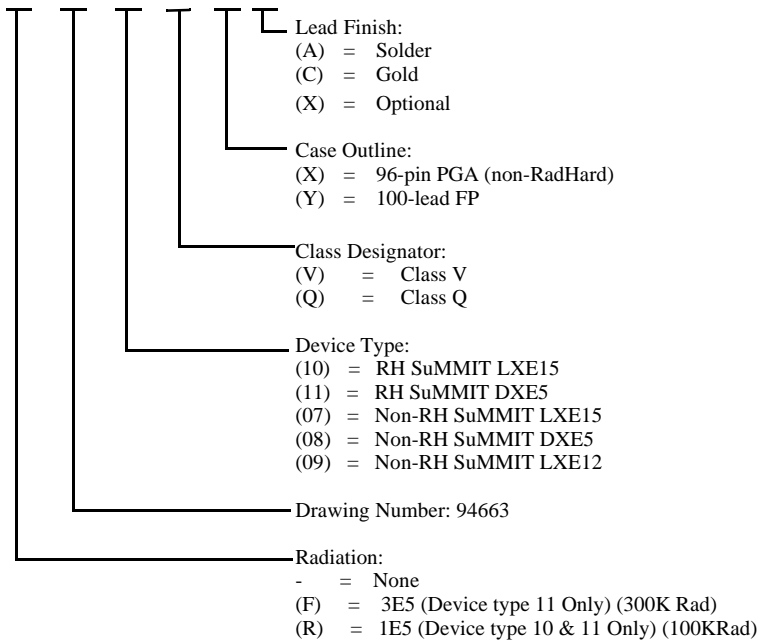 Lead Finish:
(A) = Solder
(C) = Gold
(X) = Optional
Case Outline:
(X) = 96-pin PGA (non-RadHard)
(Y) = 100-lead FP
Class Designator:
(V) = Class V
(Q) = Class Q
Device Type:
(10) = RH SuMMIT LXE15
(11) = RH SuMMIT DXE5
(07) = Non-RH SuMMIT LXE15
(08) = Non-RH SuMMIT DXE5
(09) = Non-RH SuMMIT LXE12
Drawing Number: 94663
Radiation:
- = None
(F) = 3E5 (Device type 11 Only) (300K Rad)
(R) = 1E5 (Device type 10 & 11 Only) (100KRad)